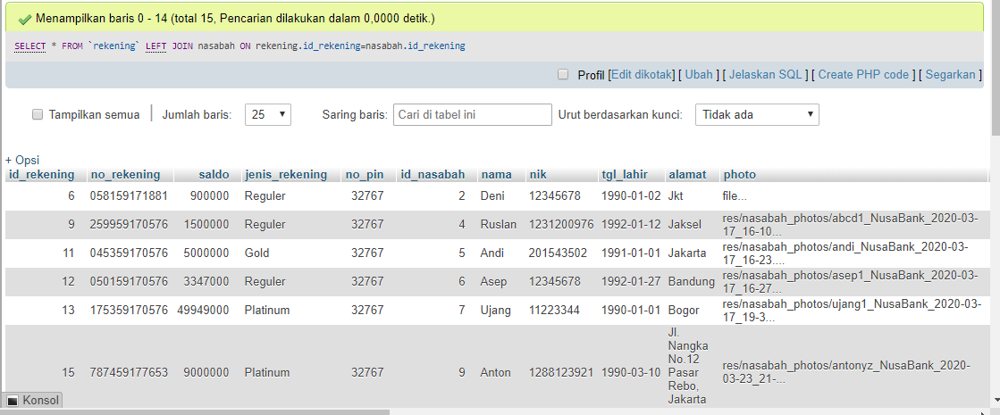 Menampilkan baris 0 - 14 (total 15, Pencarian dilakukan dalam 0,0000 detik.)
SELECT * FROM `rekening` LEFT JOIN nasabah ON rekening.id_rekening=nasabah.id_rekening
Profil [Edit dikotak] [ Ubah ] [ Jelaskan SQL ] [ Create PHP code ] [ Segarkan ]
Tampilkan semua | Jumlah baris: 25 Saring baris: Cari di tabel ini Urut berdasarkan kunci: Tidak ada
+ Opsi
id_rekening no_rekening saldo jenis_rekening no_pin id_nasabah nama nik tgl_lahir alamat photo
6 058159171881 900000 Reguler 32767 2 Deni 12345678 1990-01-02 Jkt file...
9 259959170576 1500000 Reguler 32767 4 Ruslan 1231200976 1992-01-12 Jaksel res/nasabah_photos/abcd1_NusaBank_2020-03-
17_16-10...
11 045359170576 5000000 Gold 32767 5 Andi 201543502 1991-01-01 Jakarta res/nasabah_photos/andi_NusaBank_2020-03-
17_16-23....
12 050159170576 3347000 Reguler 32767 6 Asep 12345678 1992-01-27 Bandung res/nasabah_photos/asep1_NusaBank_2020-03-
17_16-27...
13 175359170576 49949000 Platinum 32767 7 Ujang 11223344 1990-01-01 Bogor res/nasabah_photos/ujang1_NusaBank_2020-03-
17_19-3...
15 787459177653 9000000 Platinum 32767 9 Anton 1288123921 1990-03-10 Jl.
Nangka
No.12
Pasar
Rebo,
Jakarta
res/nasabah_photos/antonyz_NusaBank_2020-
03-23_21-...
Konsol